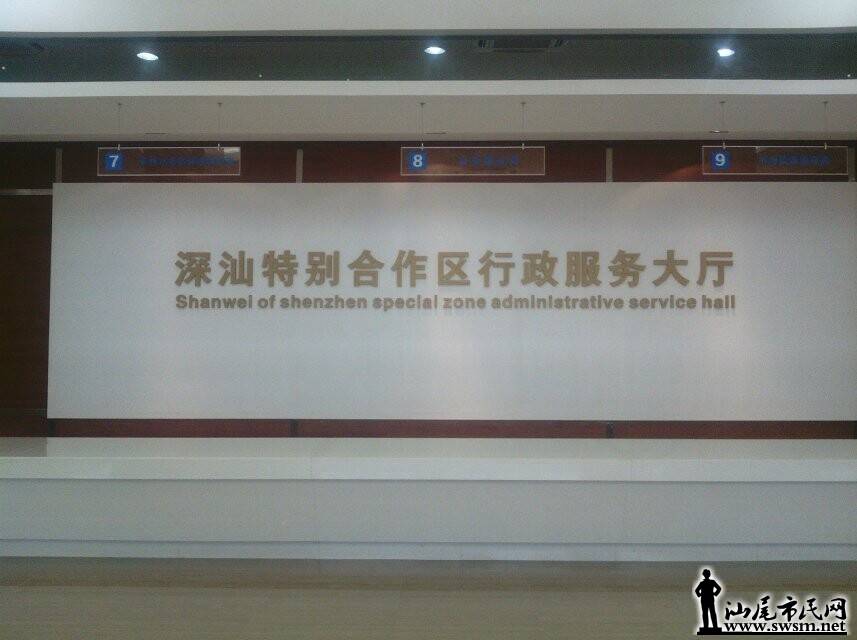 7
8
9
深汕特别合作区行政服务大厅
Shanwei of shenzhen special zone administrative service hall
汕尾市民网
www.swsm.net